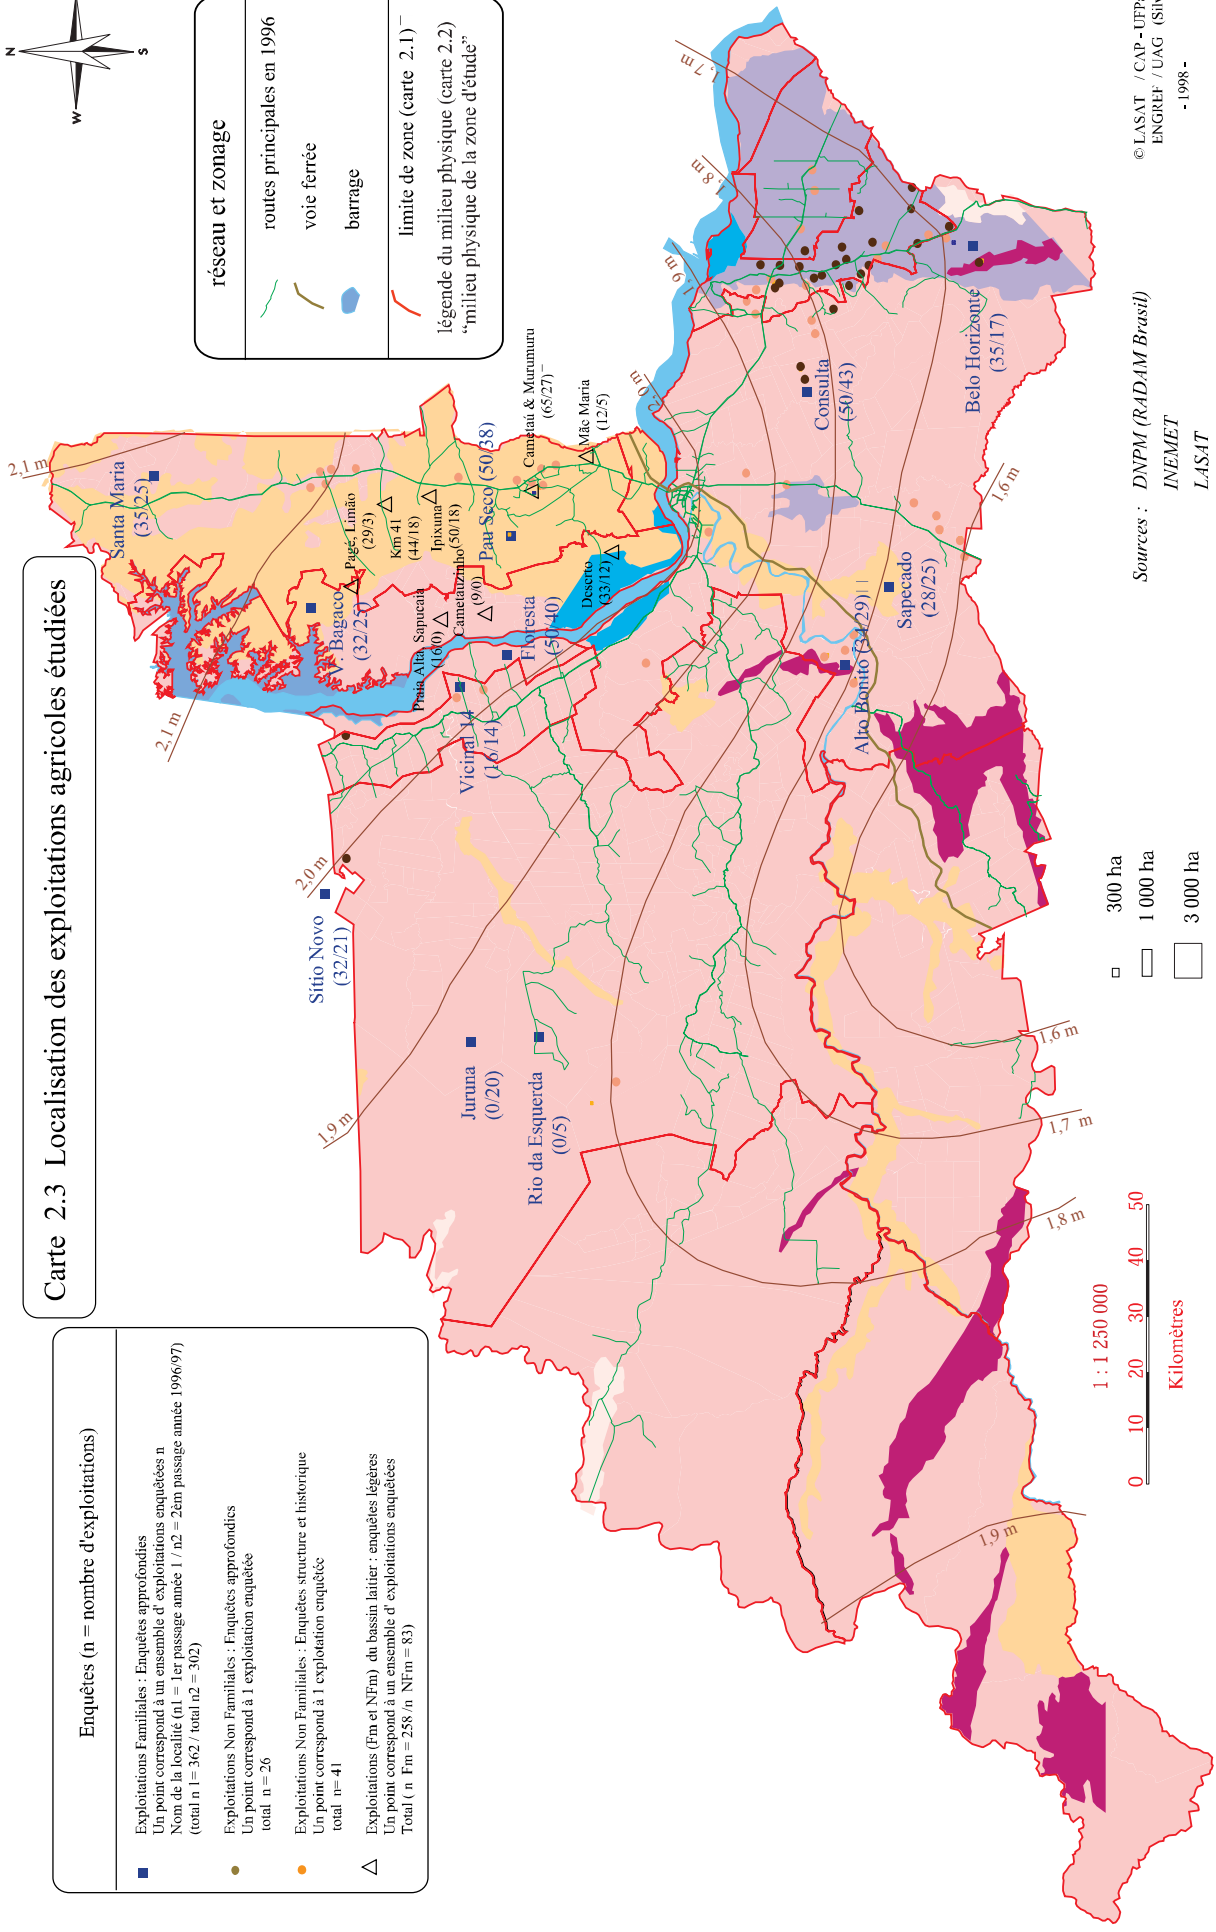 Carte 2.3 Localisation des exploitations agricoles étudiées
Enquêtes (n = nombre d'exploitations)
Exploitations Familiales : Enquêtes approfondies
Un point correspond à un ensemble d' exploitations enquêtées n
Nom de la localité (n1 = 1er passage année 1 / n2 = 2èm passage année 1996/97)
(total n 1= 362 / total n2 = 302)
Exploitations Non Familiales : Enquêtes approfondies
Un point correspond à 1 exploitation enquêtée
total n = 26
Exploitations Non Familiales : Enquêtes structure et historique
Un point correspond à 1 explotation enquêtée
total n= 41
Exploitations (Fm et NFm) du bassin laitier : enquêtes légères
Un point correspond à un ensemble d' exploitations enquêtées
Total ( n Fm = 258 /n NFm = 83)
N
W
S
réseau et zonage
routes principales en 1996
voie ferrée
barrage
limite de zone (carte 2.1)
légende du milieu physique (carte 2.2)
“milieu physique de la zone d'étude”
2,1 m
Santa Maria
(35/25)
V. Bagaço
(32/25)
Pagé, Limão
(29/3)
Km 41
(44/18)
Ipixuna
(50/18)
Praia Alta, Sapucaia
(16/0)
Cametauzinho
(9/0)
Pau Seco (50/38)
Cametaú & Murumuru
(65/27)
Mãe Maria
(12/5)
Deserto
(33/12)
Floresta
(50/40)
Vicinal 14
(16/14)
2,1 m
2,0 m
Sítio Novo
(32/21)
1,9 m
Juruna
(0/20)
Rio da Esquerda
(0/5)
1,7 m
1,8 m
1,9 m
2,0 m
Consulta
(50/43)
Belo Horizonte
(35/17)
Sapecado
(28/25)
Alto Bonito (34/29)
1,6 m
1,6 m
1,7 m
1,8 m
1,9 m
1 : 1 250 000
0 10 20 30 40 50
Kilomètres
300 ha
1 000 ha
3 000 ha
Sources : DNPM (RADAM Brasil)
INEMET
LASAT
© LASAT / CAP - UFPa
ENGREF / UAG (Silv
- 1998 -